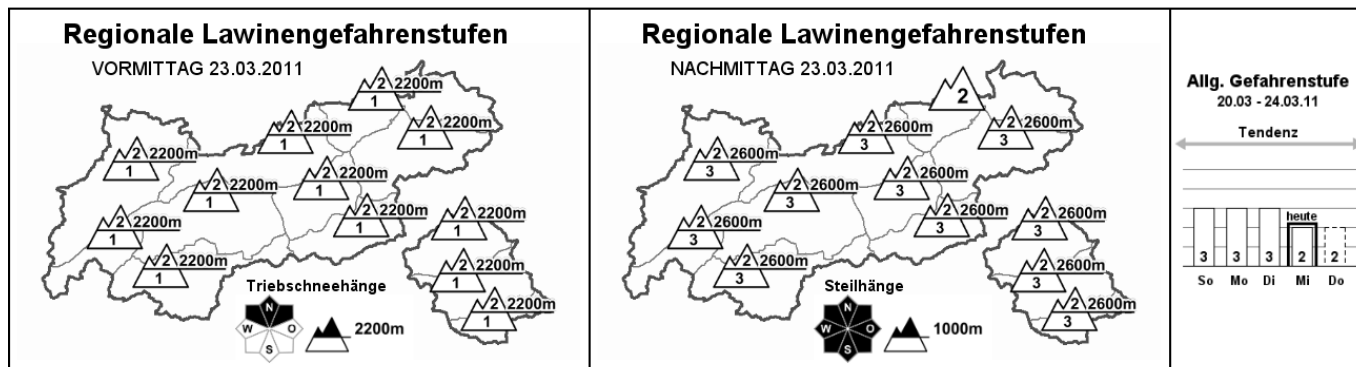 Regionale Lawinengefahrenstufen
VORMITTAG 23.03.2011
2 2200m
1
2 2200m
1
2 2200m
1
2 2200m
1
2 2200m
1
2 2200m
1
2 2200m
1
2 2200m
1
2 2200m
1
2 2200m
1
2 2200m
1
2 2200m
1
Triebschneehänge
N
W O
S
2200m
Regionale Lawinengefahrenstufen
NACHMITTAG 23.03.2011
2
2 2600m
3
2 2600m
3
2 2600m
3
2 2600m
3
2 2600m
3
2 2600m
3
2 2600m
3
2 2600m
3
2 2600m
3
2 2600m
3
2 2600m
3
Steilhänge
N
W O
S
1000m
Allg. Gefahrenstufe
20.03 - 24.03.11
Tendenz
heute
3 3 3 2 2
So Mo Di Mi Do